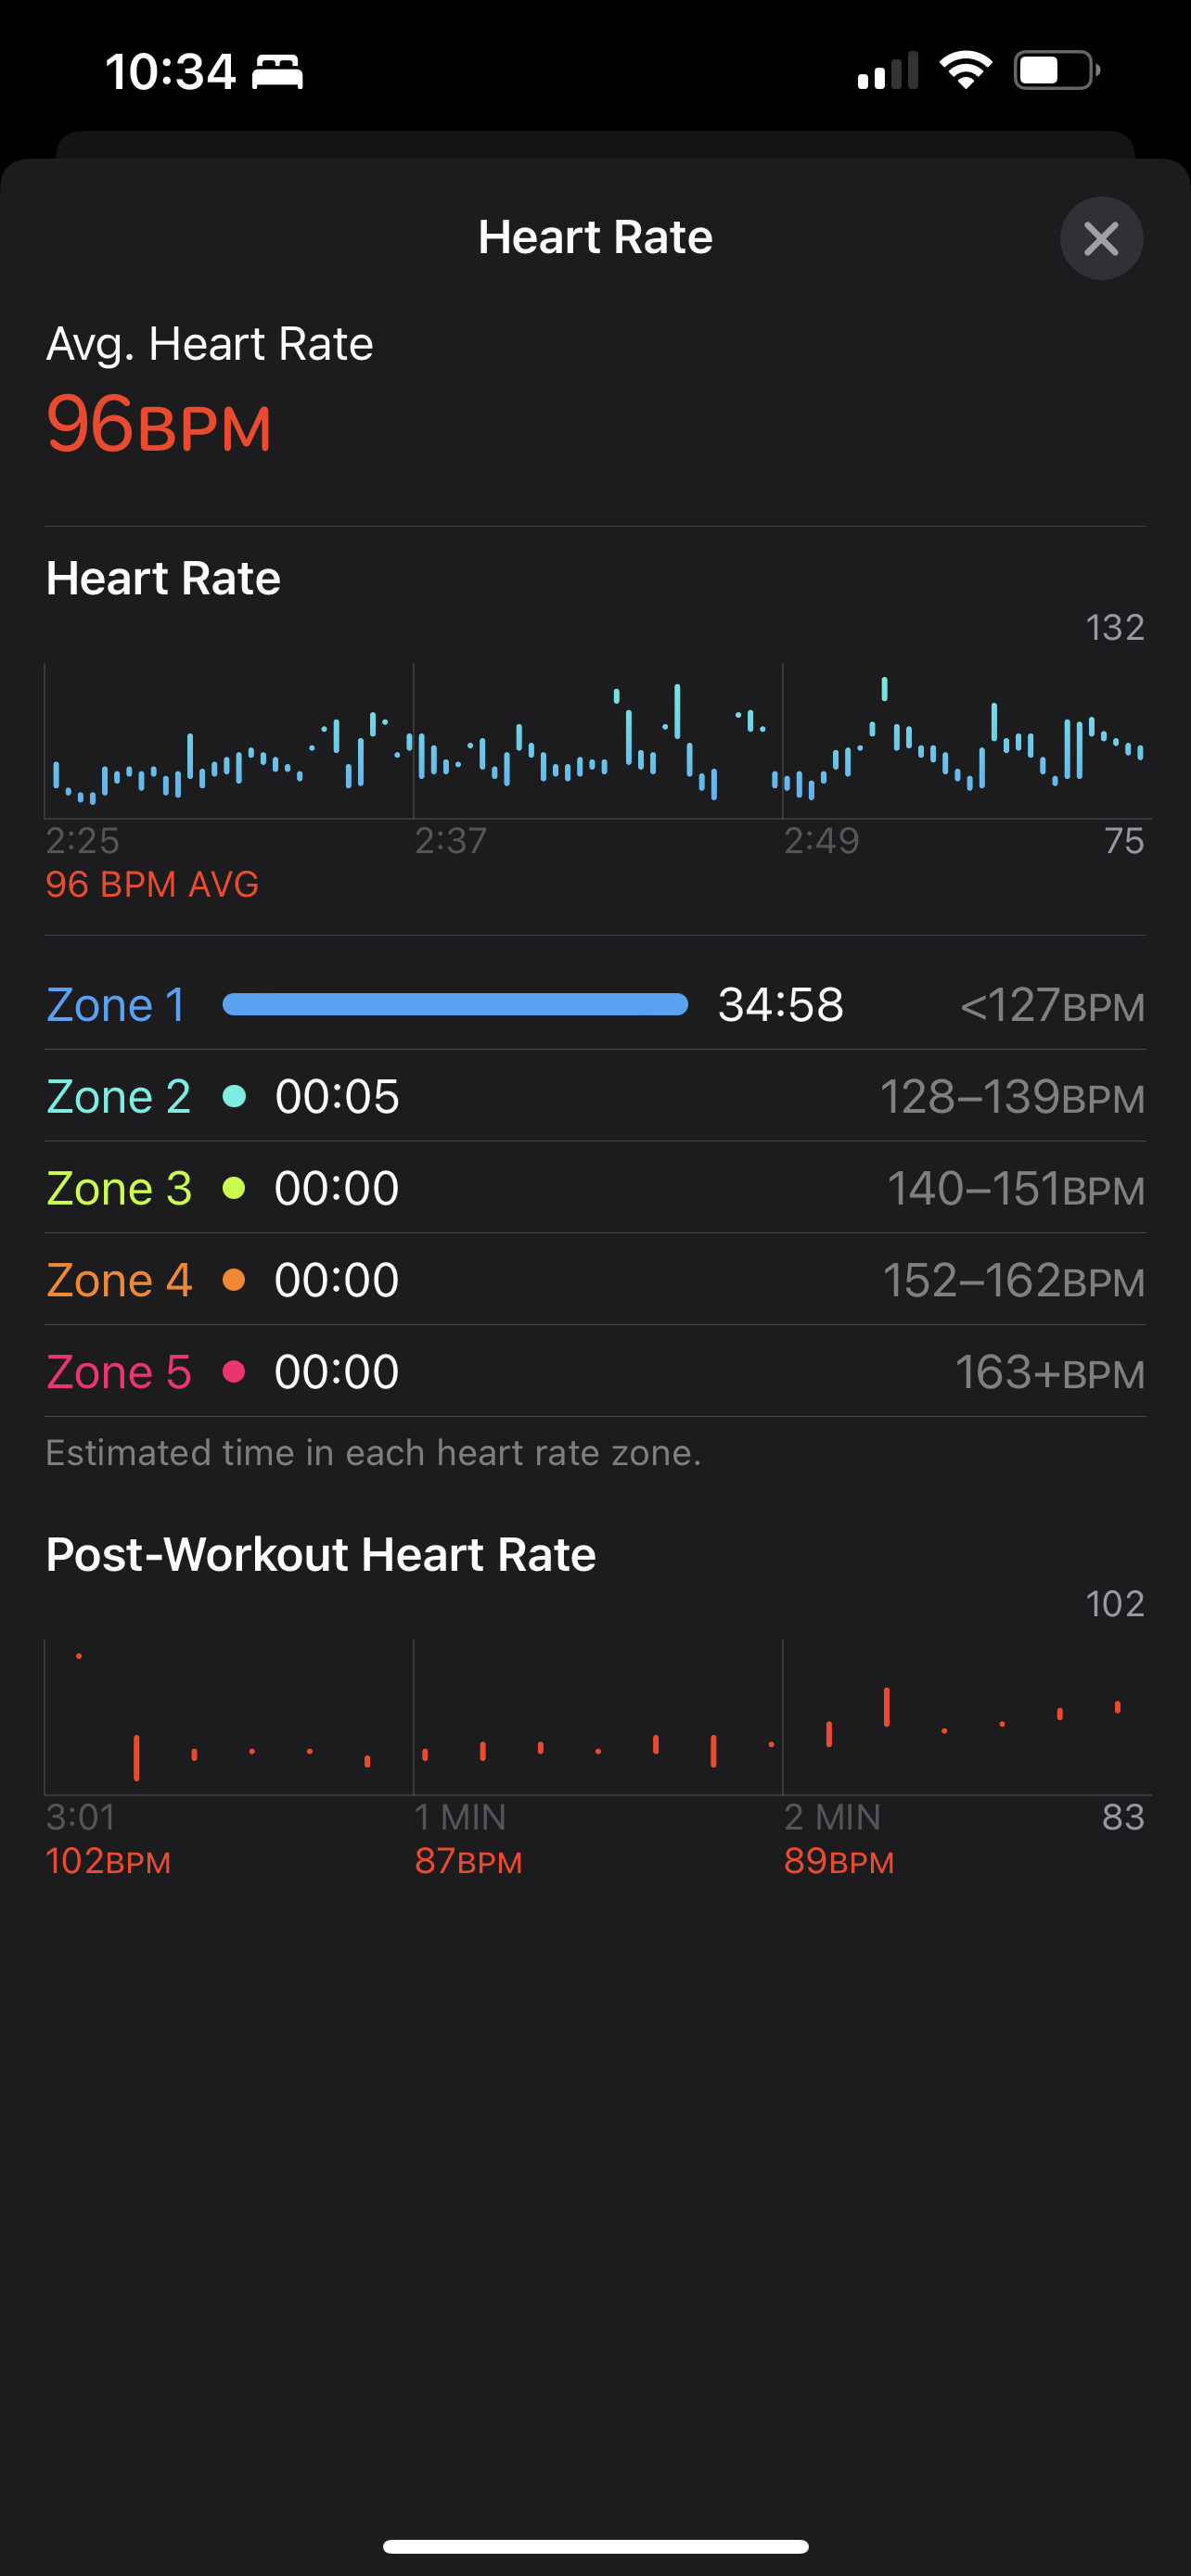 10:34
Heart Rate
Avg. Heart Rate
96BPM
Heart Rate
132
2:25 2:37 2:49 75
96 BPM AVG
Zone 1 34:58 <127BPM
Zone 2 00:05 128–139BPM
Zone 3 00:00 140–151BPM
Zone 4 00:00 152–162BPM
Zone 5 00:00 163+BPM
Estimated time in each heart rate zone.
Post-Workout Heart Rate
102
3:01 1 MIN 2 MIN 83
102BPM 87BPM 89BPM